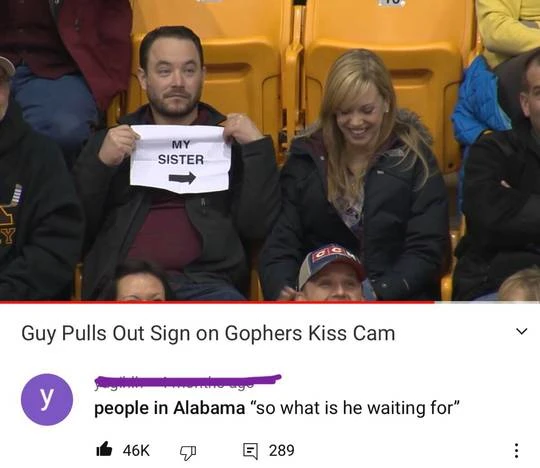 MY
SISTER
Guy Pulls Out Sign on Gophers Kiss Cam
y
people in Alabama “so what is he waiting for”
46K
289